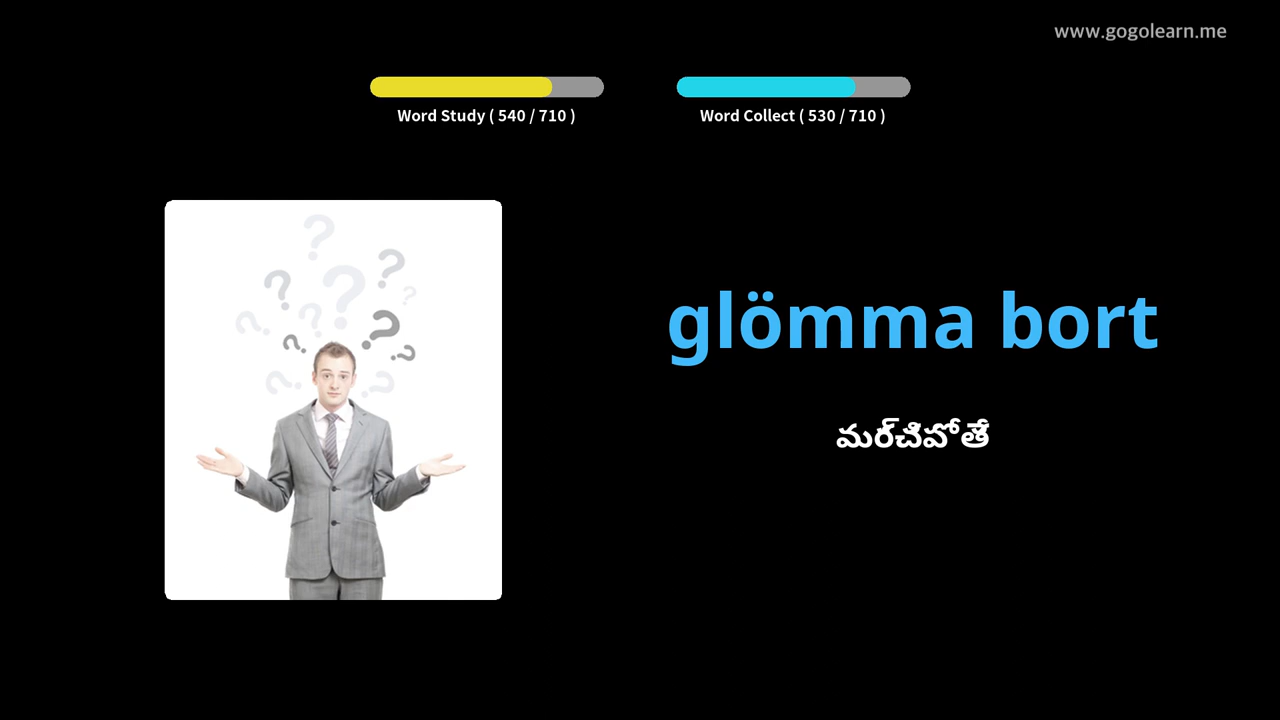 www.gogolearn.me
Word Study ( 540 / 710 )
Word Collect ( 530 / 710 )
glömma bort
మర్చిపోతే